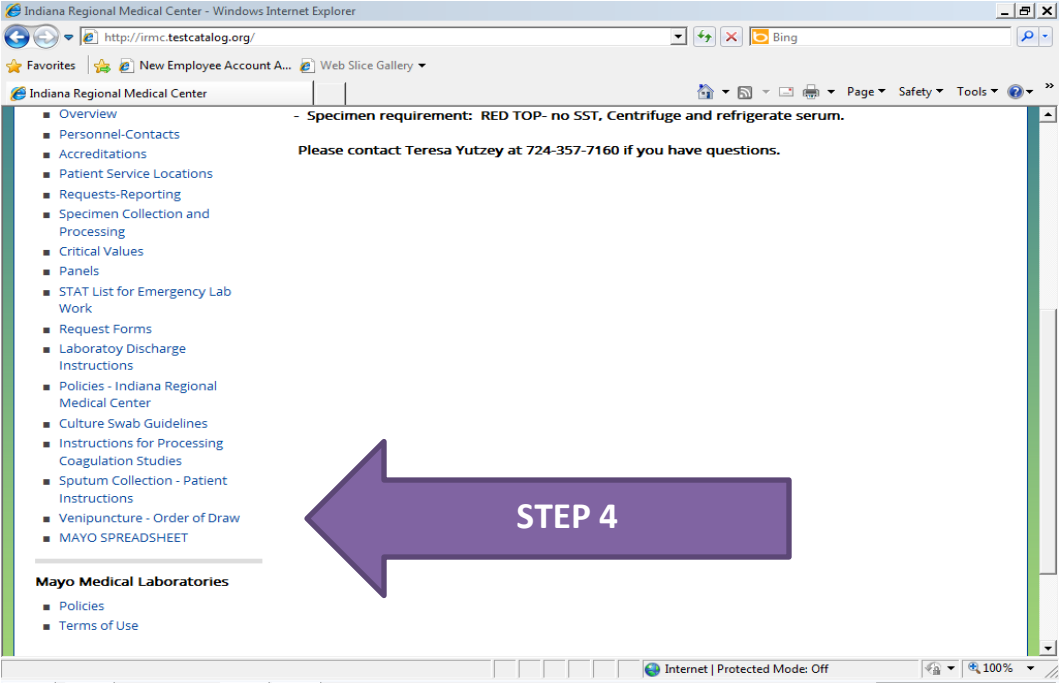 Indiana Regional Medical Center - Windows Internet Explorer
http://irmc.testcatalog.org/
Bing
Favorites
New Employee Account A...
Web Slice Gallery
Indiana Regional Medical Center
Page
Safety
Tools
Overview
Personnel-Contacts
Accreditations
Patient Service Locations
Requests-Reporting
Specimen Collection and
Processing
Critical Values
Panels
STAT List for Emergency Lab
Work
Request Forms
Laboratoy Discharge
Instructions
Policies - Indiana Regional
Medical Center
Culture Swab Guidelines
Instructions for Processing
Coagulation Studies
Sputum Collection - Patient
Instructions
Venipuncture - Order of Draw
MAYO SPREADSHEET
Mayo Medical Laboratories
Policies
Terms of Use
- Specimen requirement: RED TOP- no SST, Centrifuge and refrigerate serum.
Please contact Teresa Yutzey at 724-357-7160 if you have questions.
STEP 4
Internet | Protected Mode: Off
100%